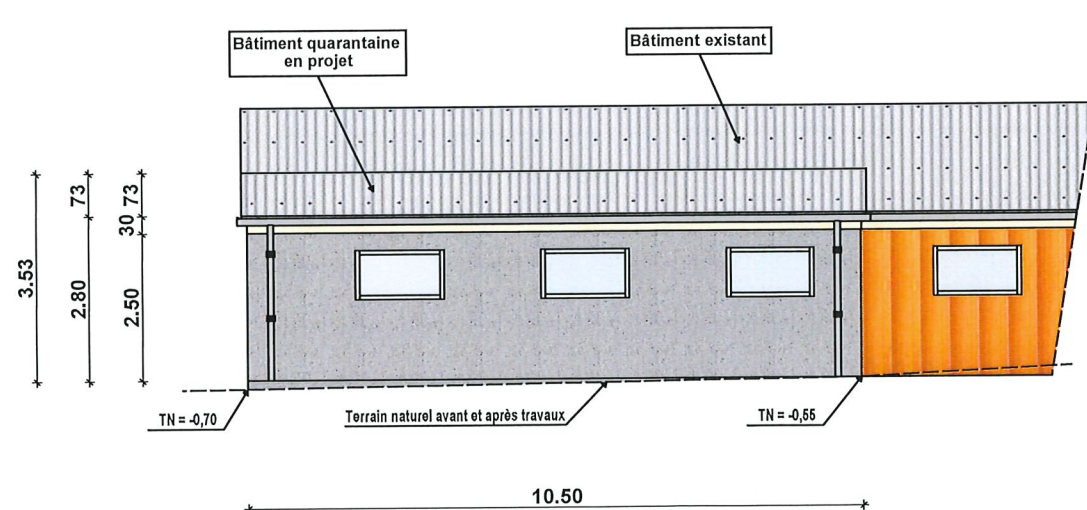 Bâtiment quarantaine
en projet
Bâtiment existant
3.53
73
2.80
73
30
2.50
TN = -0,70
Terrain naturel avant et après travaux
TN = -0,55
10.50